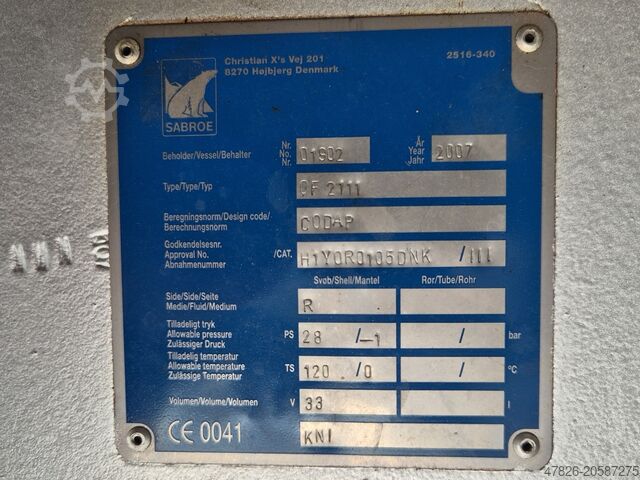 Christian X's Vej 201
8270 Højbjerg Denmark
2516-340
SABROE
Beholder/Vessel/Behälter
Nr.
No.
Nr.
01602
År
Year
Jahr
2007
Type/Type/Typ
OF 2111
Beregningsnorm/Design code/
Berechnungsnorm
CODAP
Godkendelsesnr.
Approval No.
Abnahmenummer
/CAT.
H1Y0R0105DNK /III
Svøb/Shell/Mantel
Rør/Tube/Rohr
Side/Side/Seite
Medie/Fluid/Medium
R
Tilladeligt tryk
Allowable pressure
Zulässiger Druck
PS
28 /-1
/
bar
Tilladelig temperatur
Allowable temperature
Zulässige Temperatur
TS
120 ./0
/
°C
Volumen/Volume/Volumen
V
33
l
CE 0041
KNI
47826-20587275